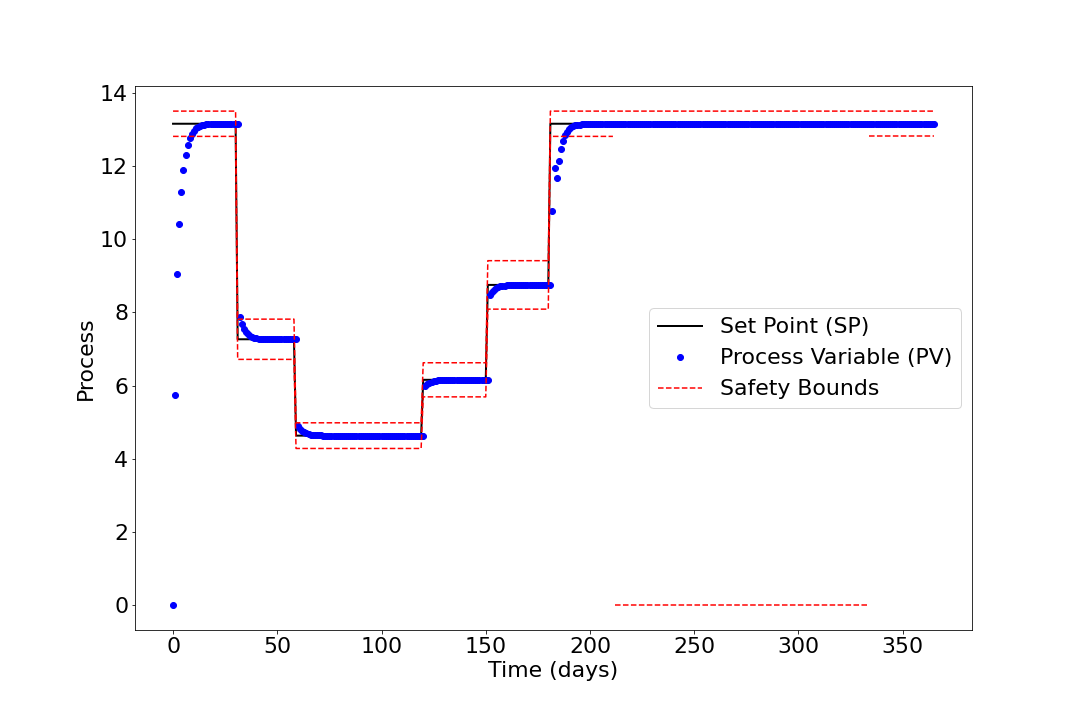 14
12
10
8
6
4
2
0
Process
Set Point (SP)
Process Variable (PV)
Safety Bounds
0 50 100 150 200 250 300 350
Time (days)